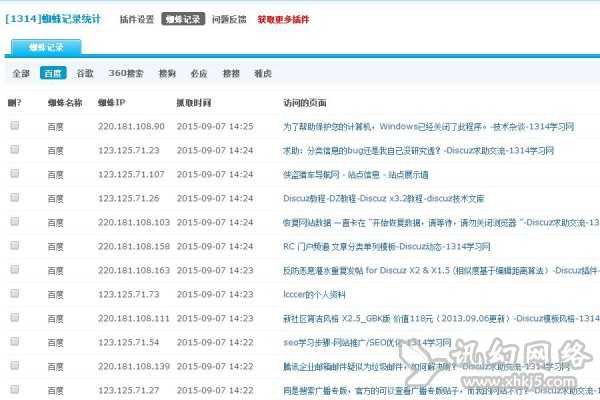 [1314]蜘蛛记录统计 插件设置 蜘蛛记录 问题反馈 获取更多插件
蜘蛛记录
全部 百度 谷歌 360搜索 搜狗 必应 搜搜 雅虎
删? 蜘蛛名称 蜘蛛IP 抓取时间 访问的页面
百度 220.181.108.90 2015-09-07 14:25 为了帮助保护您的计算机，Windows已经关闭了此程序。-技术杂谈-1314学习网
百度 123.125.71.23 2015-09-07 14:24 求助：分类信息的bug还是我自己没研究透？-Discuz求助交流-1314学习网
百度 123.125.71.107 2015-09-07 14:24 侠盗猎车导航网 - 站点信息 - 站点展示墙
百度 123.125.71.26 2015-09-07 14:24 Discuz教程-DZ教程-Discuz x3.2教程-discuz技术文库
百度 220.181.108.103 2015-09-07 14:24 恢复网站数据 一直卡在 "开始恢复数据，请等待，请勿关闭浏览器 "-Discuz求助交流-1314
百度 220.181.108.158 2015-09-07 14:24 RC 门户频道 文章分类单列模板-Discuz动态-1314学习网
百度 220.181.108.163 2015-09-07 14:23 反防恶意灌水重复发帖 for Discuz X2 & X1.5（相似度基于编辑距离算法）-Discuz插件-
百度 123.125.71.73 2015-09-07 14:23 lccccer的个人资料
百度 220.181.108.111 2015-09-07 14:23 新社区简洁风格 X2.5_GBK版 价值118元（2013.09.06更新）-Discuz模板风格-1314
百度 123.125.71.54 2015-09-07 14:22 seo学习步骤-网站推广/SEO优化-1314学习网
百度 220.181.108.139 2015-09-07 14:22 腾讯企业邮箱邮件疑似为垃圾邮件，如何解决呢？-Discuz求助交流-1314学习网
百度 123.125.71.27 2015-09-07 14:22 用是搜索广播专版，官方的可以查看广播专版帖子，而我的网站不行？-Discuz求助交流-1
讯幻网络
www.xhkj5.com